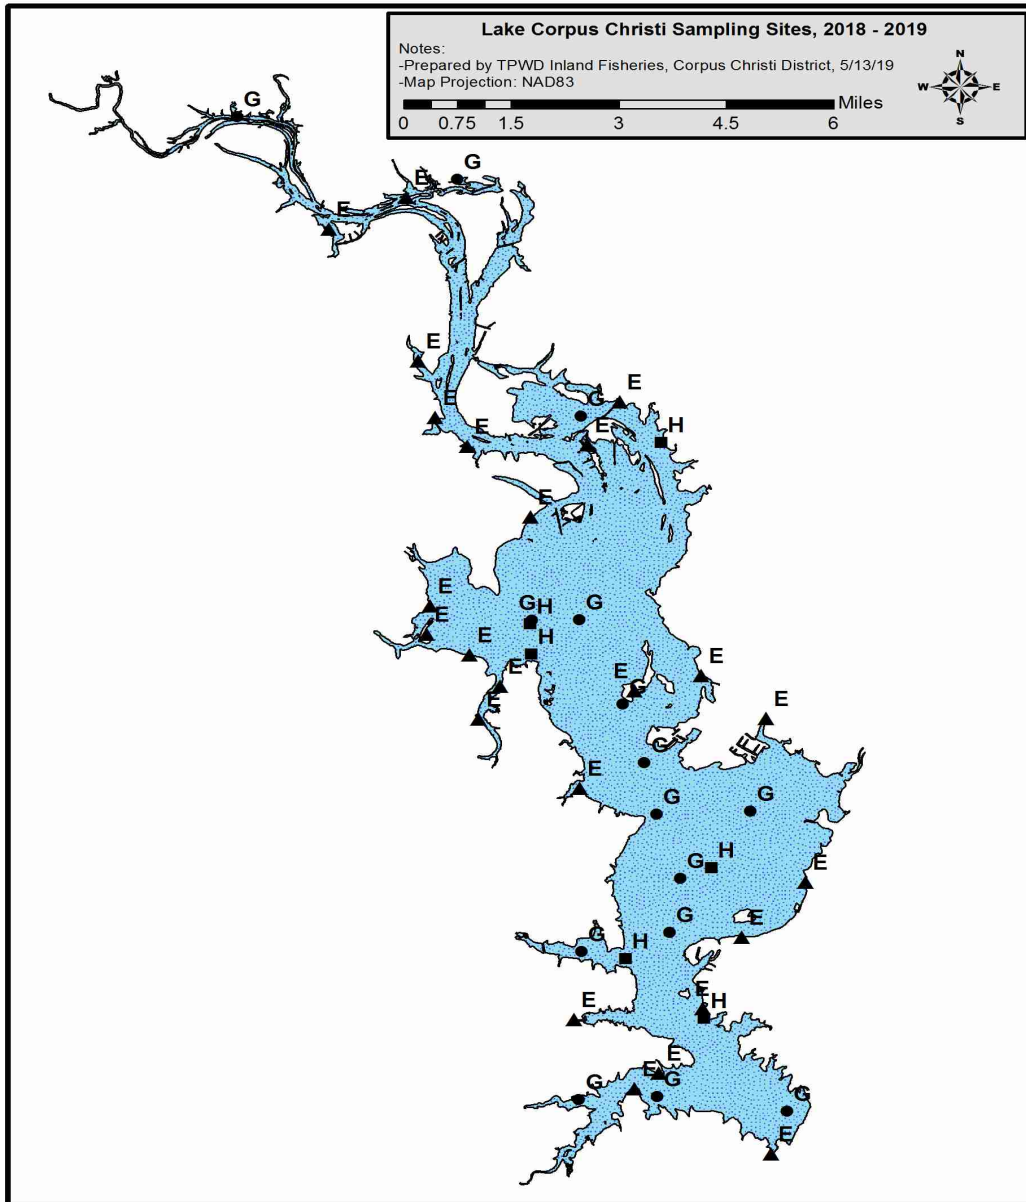 Lake Corpus Christi Sampling Sites, 2018 - 2019
Notes:
-Prepared by TPWD Inland Fisheries, Corpus Christi District, 5/13/19
-Map Projection: NAD83
N
W E
S
Miles
0 0.75 1.5 3 4.5 6
G
G
E
E
E
E
E
G
E
E
H
E
E
G H
G
E
E
H
E
E
E
G
E
E
G
E
G
G
H
G
E
E
G
G
H
E
E
H
E
E
G
G
G
E